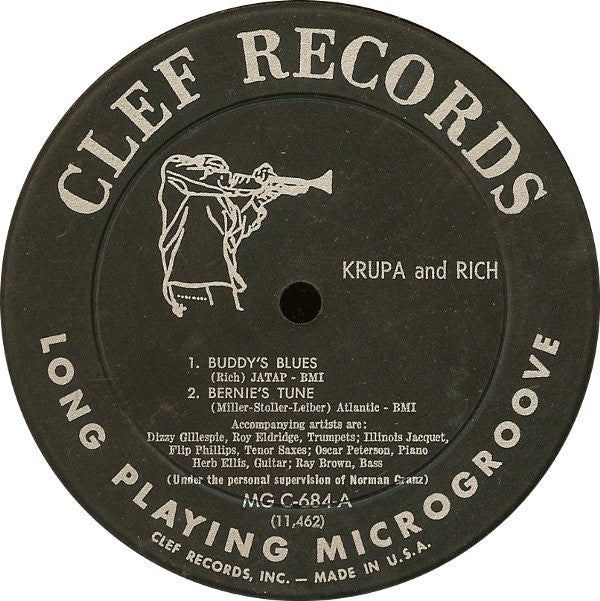 CLEF RECORDS
KRUPA and RICH
1. BUDDY'S BLUES
(Rich) JATAP - BMI
2. BERNIE'S TUNE
(Miller-Stoller-Leiber) Atlantic - BMI
Accompanying artists are:
Dizzy Gillespie, Roy Eldridge, Trumpets; Illinois Jacquet,
Flip Phillips, Tenor Saxes; Oscar Peterson, Piano
Herb Ellis, Guitar; Ray Brown, Bass
(Under the personal supervision of Norman Granz)
MG C-684-A
(11,462)
LONG PLAYING MICROGROOVE
CLEF RECORDS, INC. — MADE IN U.S.A.